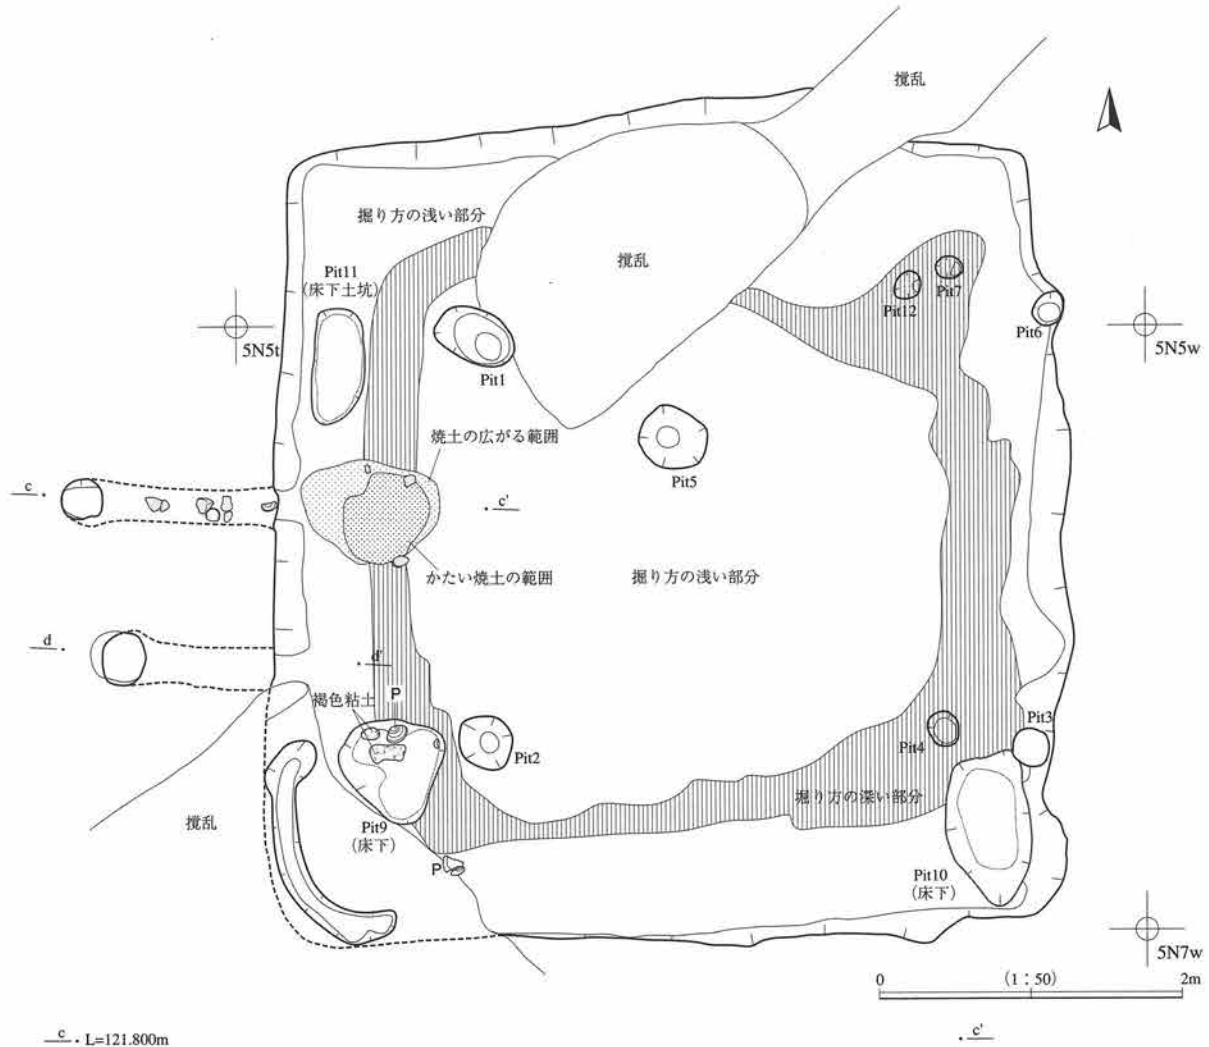 撹乱
掘り方の浅い部分
撹乱
Pit11
(床下土坑)
Pit7
Pit12
Pit6
5N5t
5N5w
Pit1
焼土の広がる範囲
Pit5
c
c'
かたい焼土の範囲
掘り方の浅い部分
d
d'
褐色粘土
P
Pit3
Pit4
Pit2
掘り方の深い部分
撹乱
Pit9
(床下)
P
Pit10
(床下)
5N7w
0 (1:50) 2m
c L=121.800m
c'